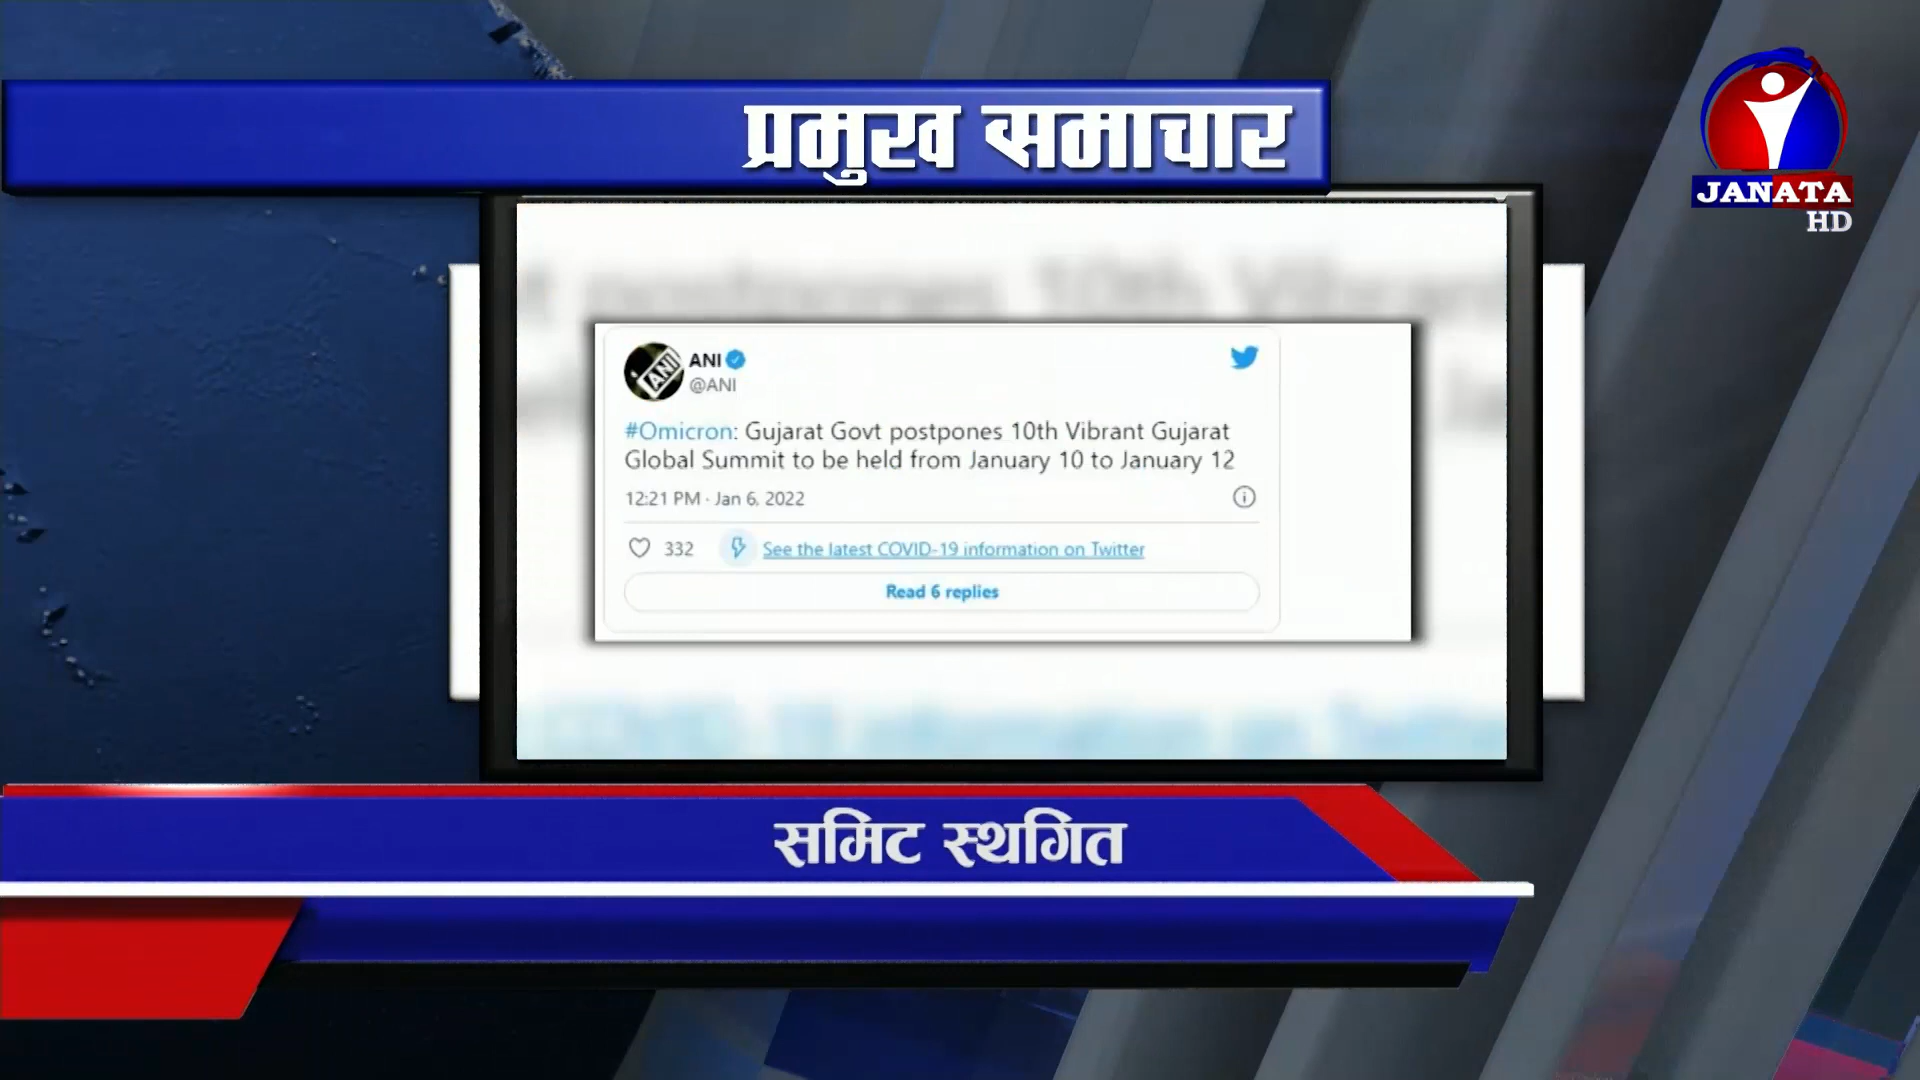 प्रमुख समाचार
JANATA
HD
ANI
@ANI
#Omicron: Gujarat Govt postpones 10th Vibrant Gujarat
Global Summit to be held from January 10 to January 12
12:21 PM · Jan 6, 2022
332 See the latest COVID-19 information on Twitter
Read 6 replies
समिट स्थगित